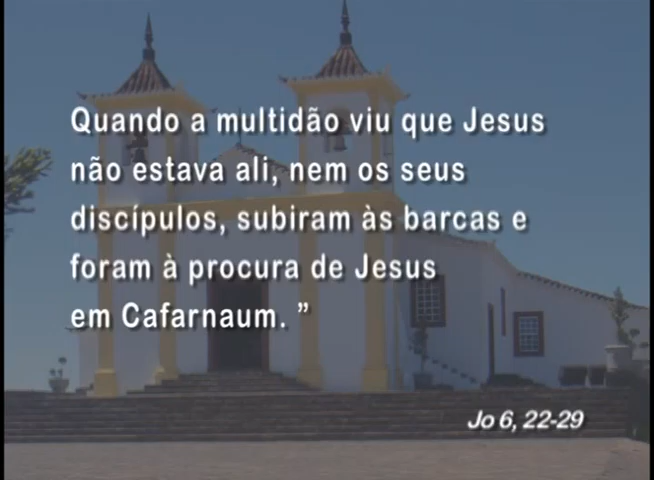 Quando a multidão viu que Jesus
não estava ali, nem os seus
discípulos, subiram às barcas e
foram à procura de Jesus
em Cafarnaum. ”
Jo 6, 22-29